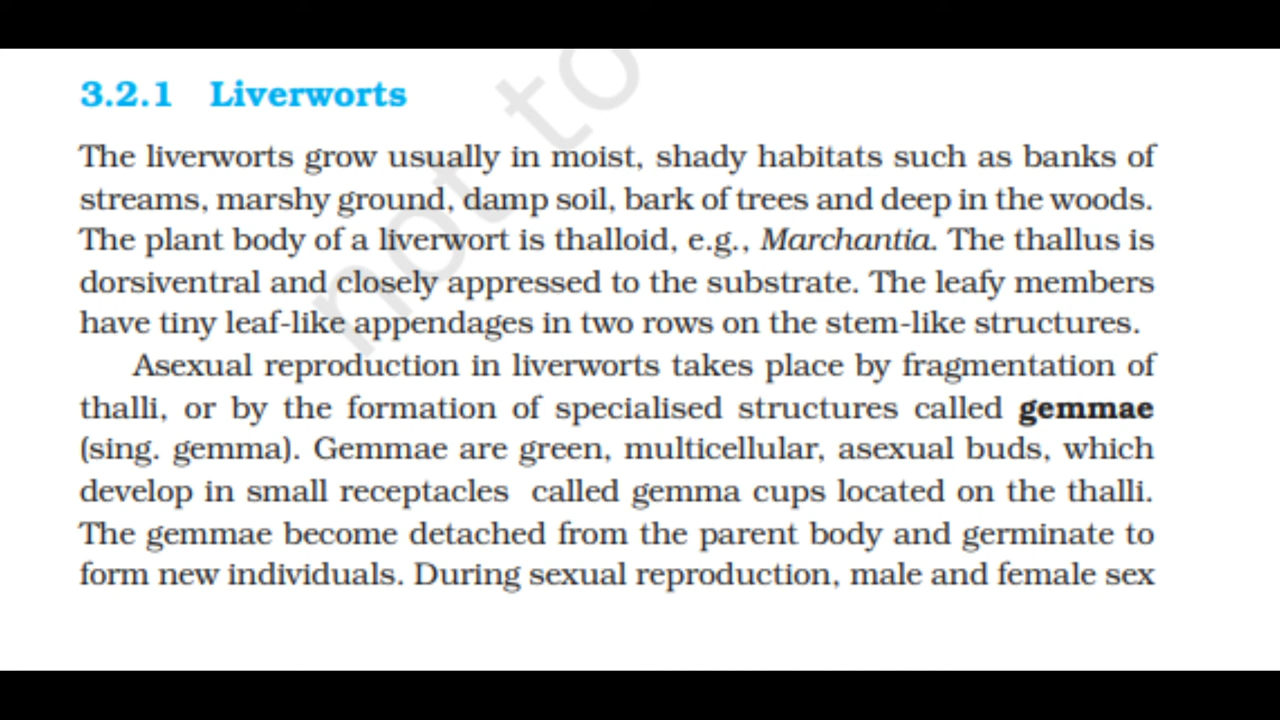 3.2.1 Liverworts
The liverworts grow usually in moist, shady habitats such as banks of
streams, marshy ground, damp soil, bark of trees and deep in the woods.
The plant body of a liverwort is thalloid, e.g., Marchantia. The thallus is
dorsiventral and closely appressed to the substrate. The leafy members
have tiny leaf-like appendages in two rows on the stem-like structures.
Asexual reproduction in liverworts takes place by fragmentation of
thalli, or by the formation of specialised structures called gemmae
(sing. gemma). Gemmae are green, multicellular, asexual buds, which
develop in small receptacles called gemma cups located on the thalli.
The gemmae become detached from the parent body and germinate to
form new individuals. During sexual reproduction, male and female sex
not to